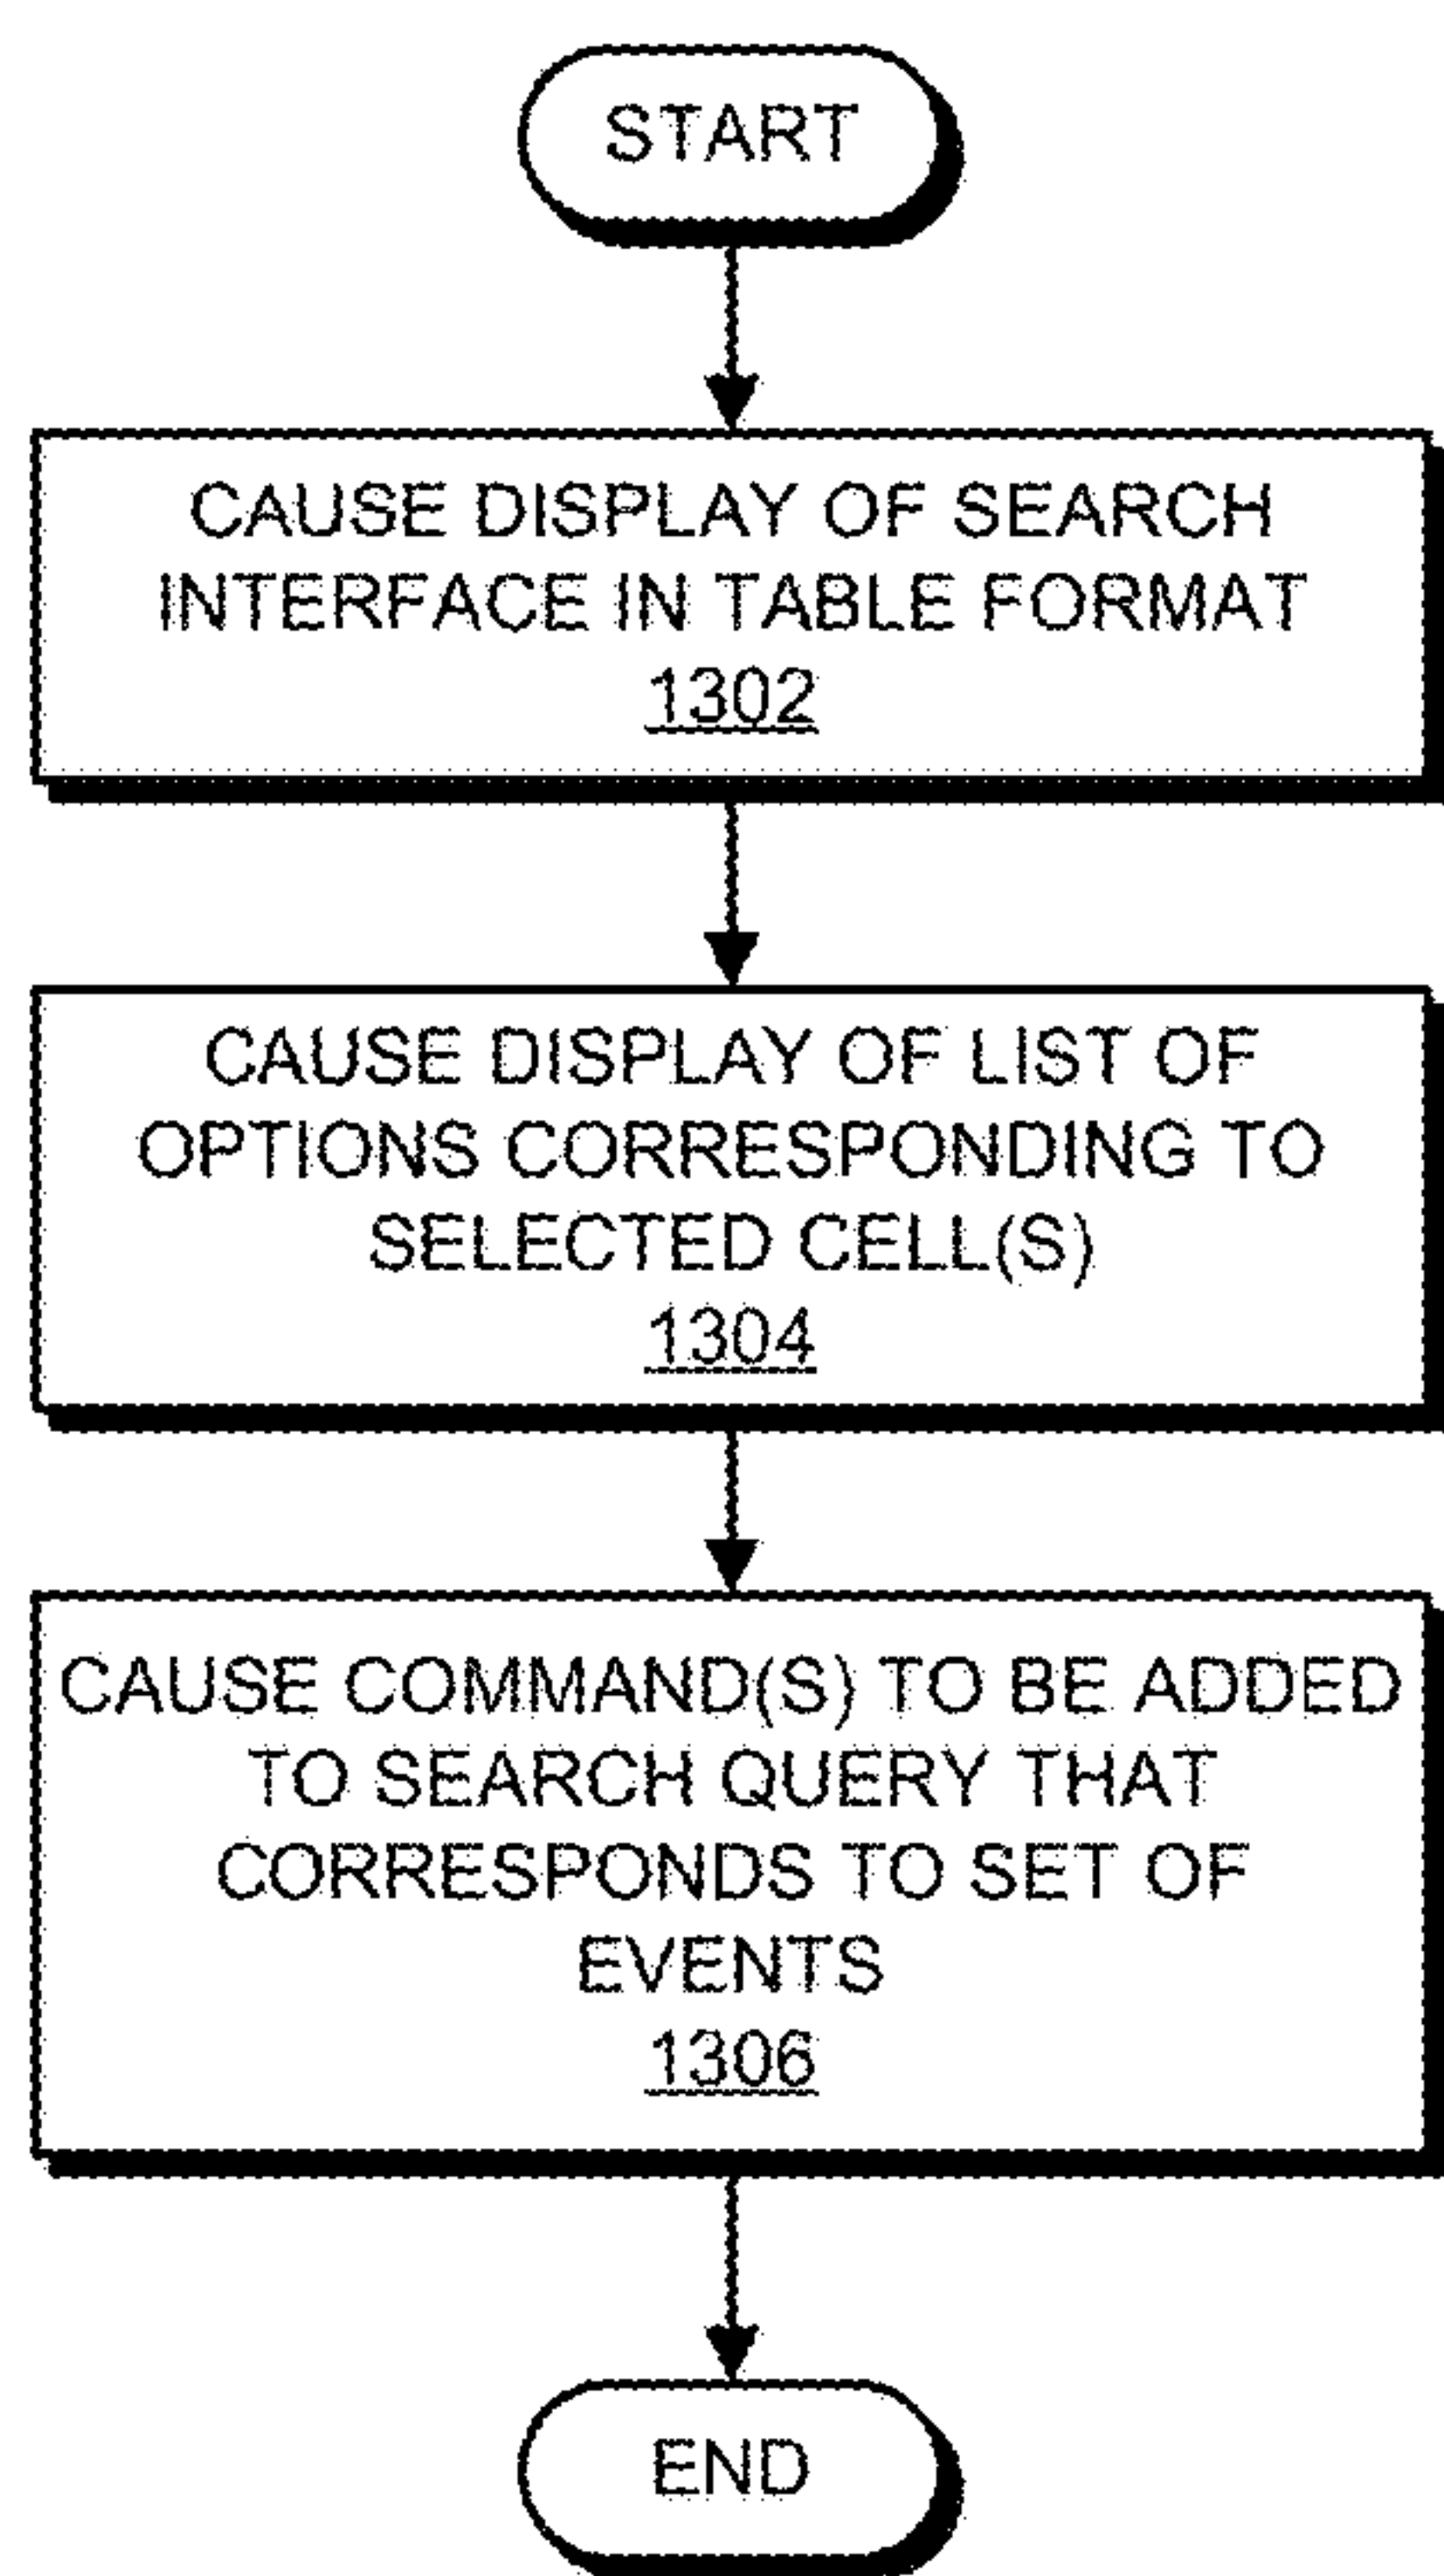 START
CAUSE DISPLAY OF SEARCH
INTERFACE IN TABLE FORMAT
1302
CAUSE DISPLAY OF LIST OF
OPTIONS CORRESPONDING TO
SELECTED CELL(S)
1304
CAUSE COMMAND(S) TO BE ADDED
TO SEARCH QUERY THAT
CORRESPONDS TO SET OF
EVENTS
1306
END